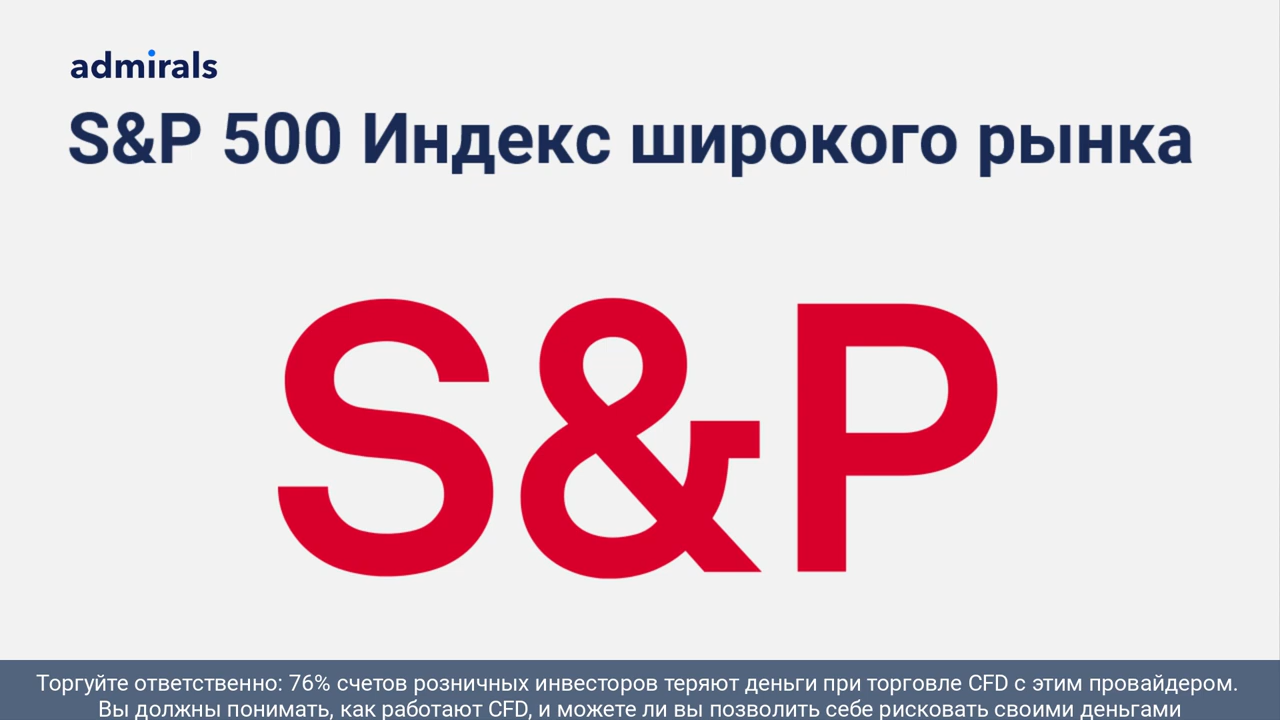 admirals
S&P 500 Индекс широкого рынка
S&P
Торгуйте ответственно: 76% счетов розничных инвесторов теряют деньги при торговле CFD с этим провайдером.
Вы должны понимать, как работают CFD, и можете ли вы позволить себе рисковать своими деньгами